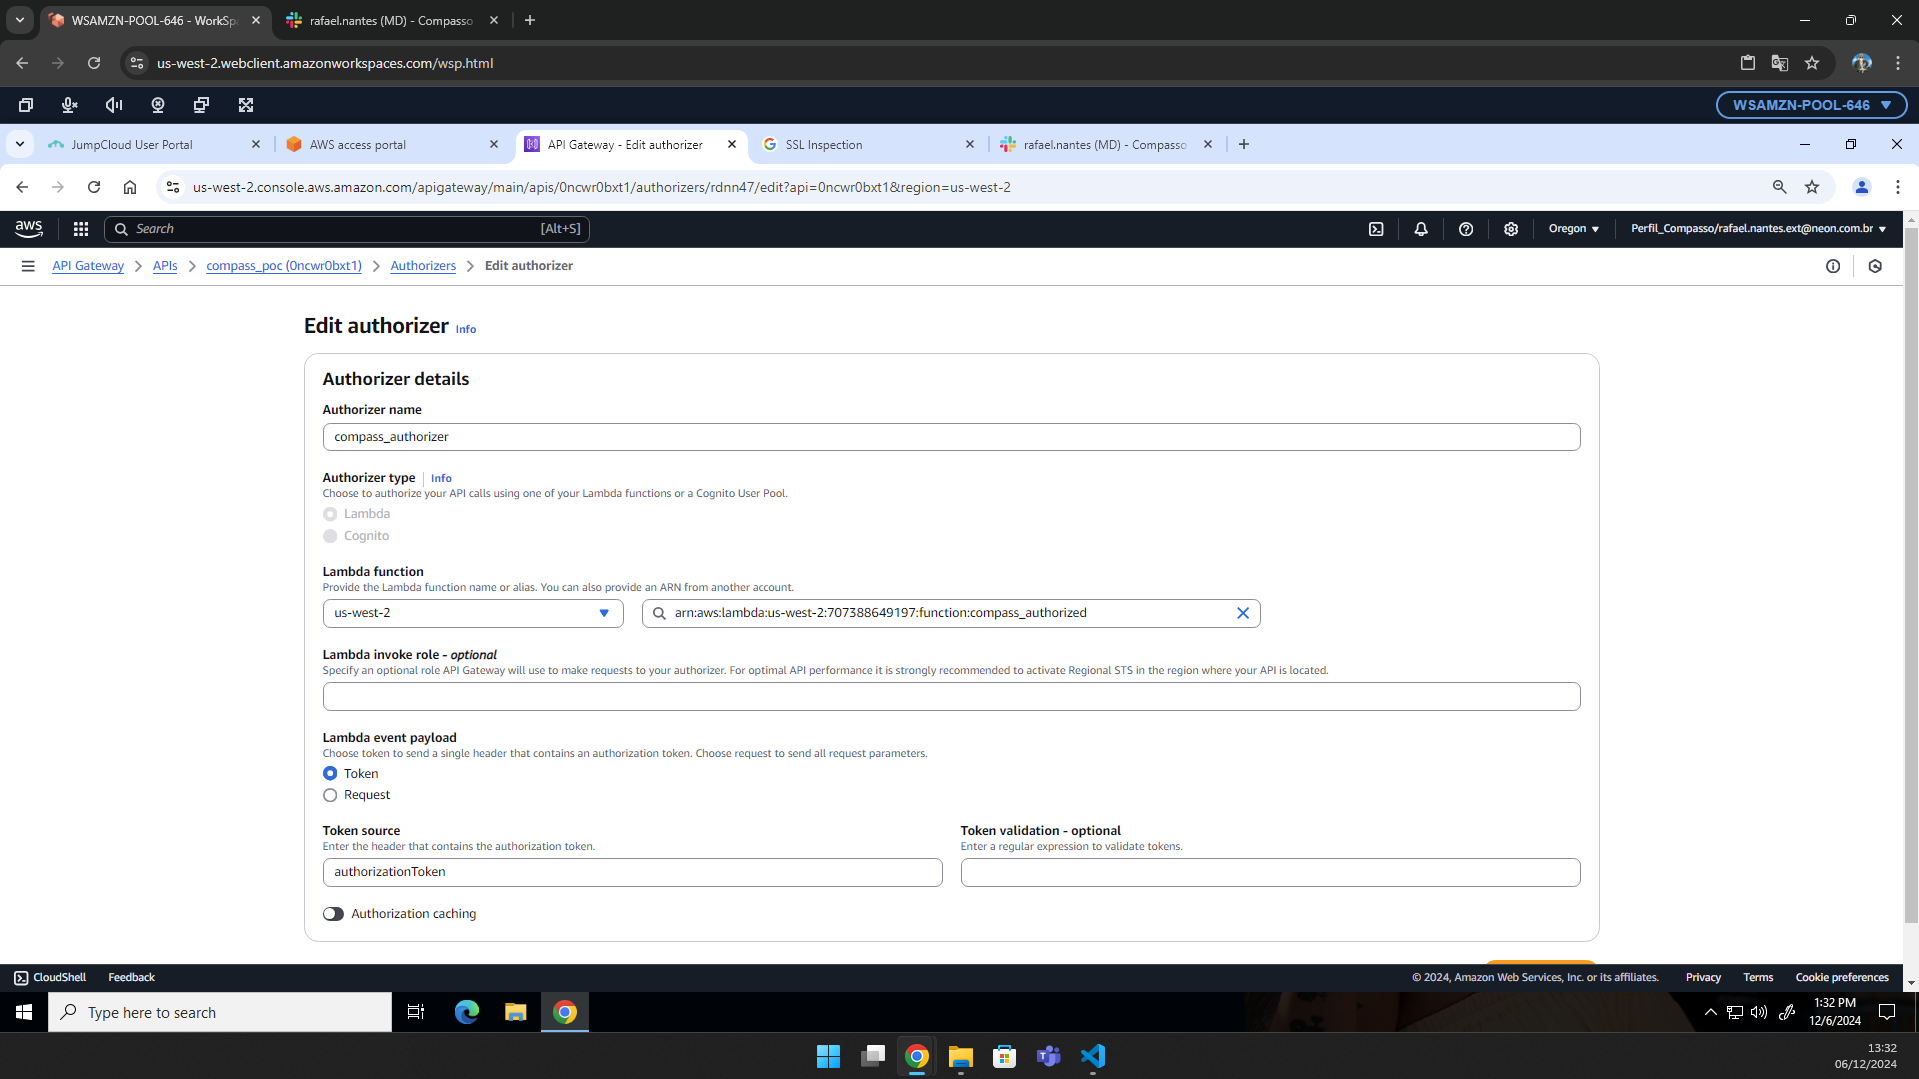 WSAMZN-POOL-646 - WorkSp
rafael.nantes (MD) - Compasso
us-west-2.webclient.amazonworkspaces.com/wsp.html
WSAMZN-POOL-646
JumpCloud User Portal
AWS access portal
API Gateway - Edit authorizer
SSL Inspection
rafael.nantes (MD) - Compasso
us-west-2.console.aws.amazon.com/apigateway/main/apis/0ncwr0bxt1/authorizers/rdnn47/edit?api=0ncwr0bxt1&region=us-west-2
aws
Search
[Alt+S]
Oregon
Perfil_Compasso/rafael.nantes.ext@neon.com.br
API Gateway
APIs
compass_poc (0ncwr0bxt1)
Authorizers
Edit authorizer
Edit authorizer Info
Authorizer details
Authorizer name
compass_authorizer
Authorizer type Info
Choose to authorize your API calls using one of your Lambda functions or a Cognito User Pool.
Lambda
Cognito
Lambda function
Provide the Lambda function name or alias. You can also provide an ARN from another account.
us-west-2
arn:aws:lambda:us-west-2:707388649197:function:compass_authorized
Lambda invoke role - optional
Specify an optional role API Gateway will use to make requests to your authorizer. For optimal API performance it is strongly recommended to activate Regional STS in the region where your API is located.
Lambda event payload
Choose token to send a single header that contains an authorization token. Choose request to send all request parameters.
Token
Request
Token source
Enter the header that contains the authorization token.
authorizationToken
Token validation - optional
Enter a regular expression to validate tokens.
Authorization caching
CloudShell
Feedback
© 2024, Amazon Web Services, Inc. or its affiliates.
Privacy
Terms
Cookie preferences
Type here to search
1:32 PM
12/6/2024
13:32
06/12/2024